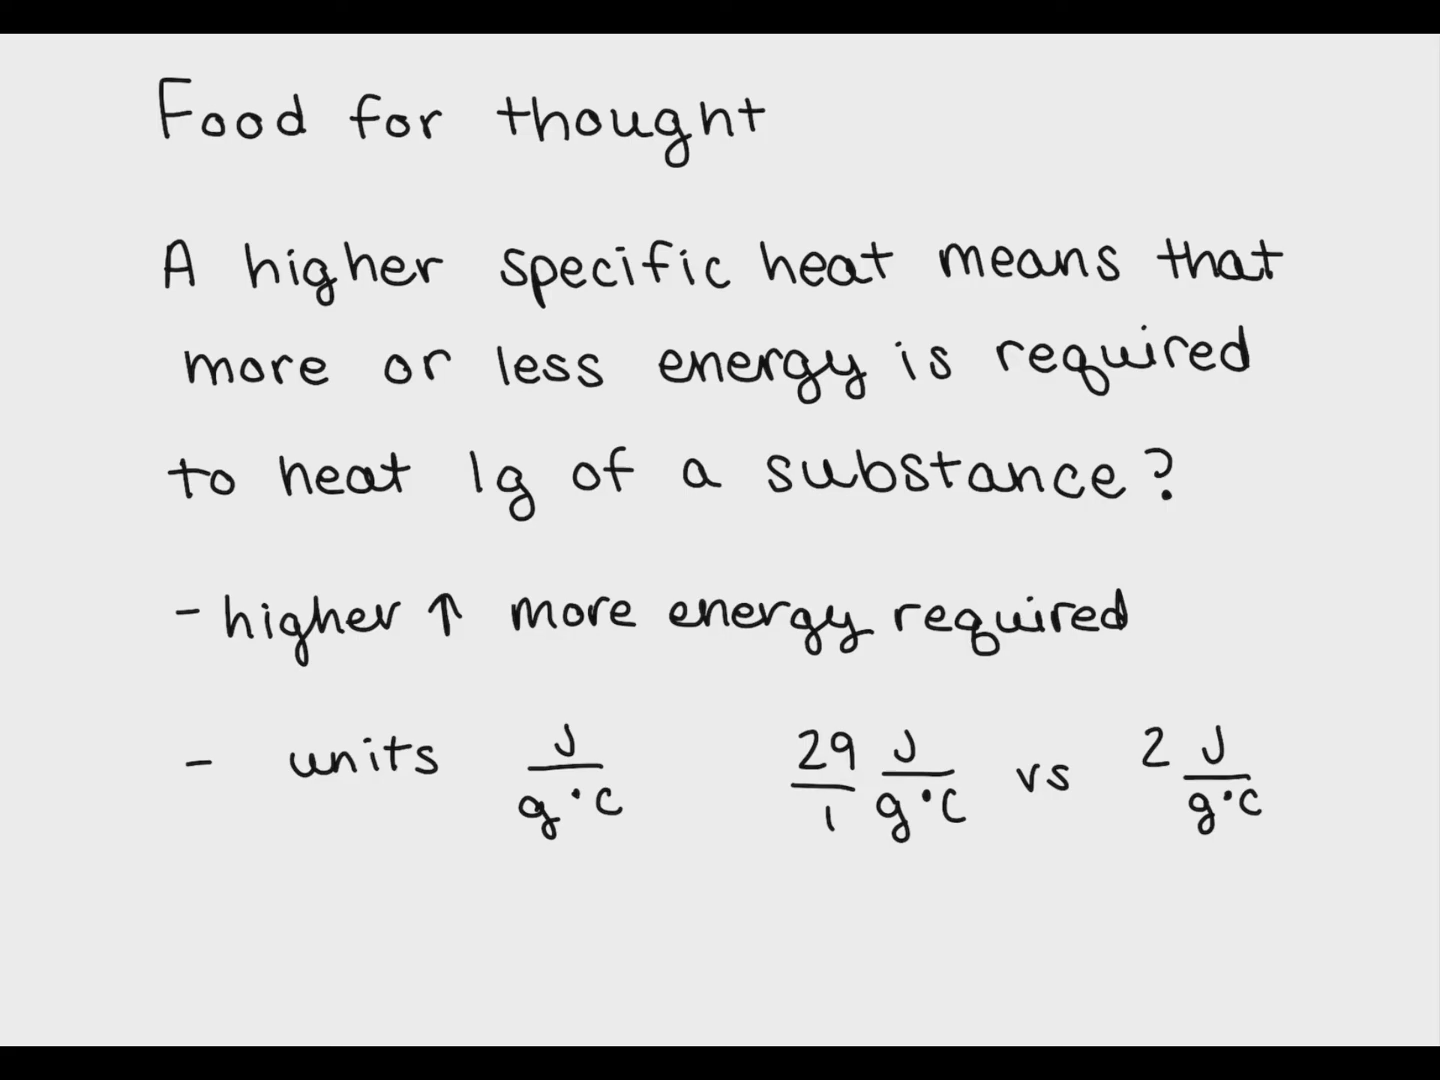 Food for thought
A higher specific heat means that
more or less energy is required
to heat 1g of a substance?
- higher ↑ more energy required
- units J/g·C 29/1 J/g·C vs 2 J/g·C